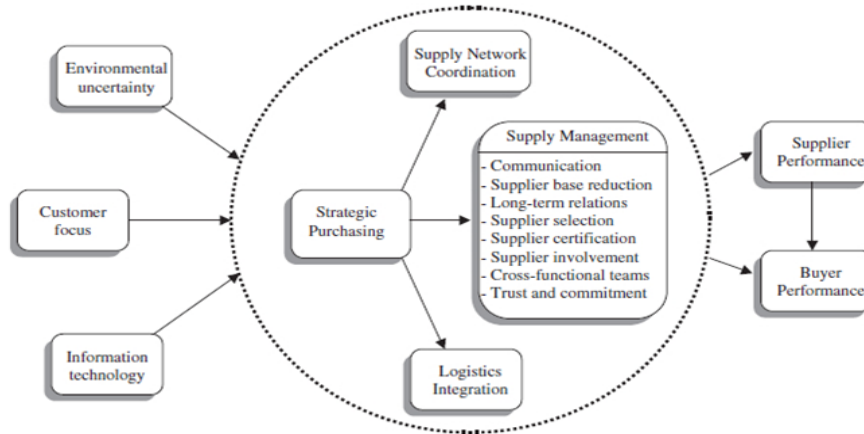 Environmental
uncertainty
Customer
focus
Information
technology
Supply Network
Coordination
Strategic
Purchasing
Supply Management
- Communication
- Supplier base reduction
- Long-term relations
- Supplier selection
- Supplier certification
- Supplier involvement
- Cross-functional teams
- Trust and commitment
Logistics
Integration
Supplier
Performance
Buyer
Performance